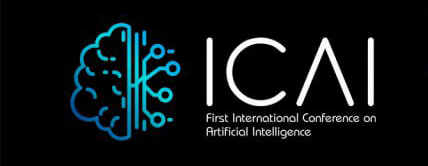 ICAI
First International Conference on
Artificial Intelligence